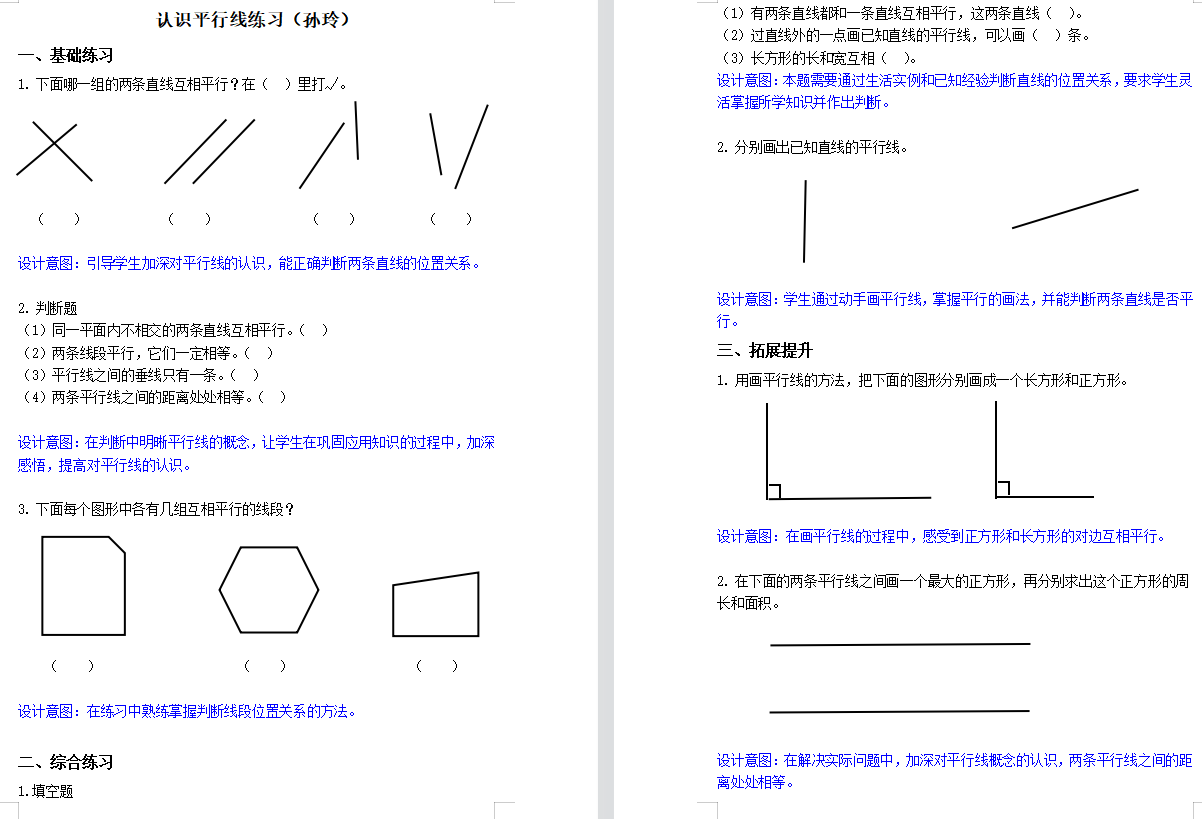 认识平行线练习（孙玲）
一、基础练习
1. 下面哪一组的两条直线互相平行？在（  ）里打√。
（  ） （  ） （  ） （  ）
设计意图：引导学生加深对平行线的认识，能正确判断两条直线的位置关系。
2. 判断题
（1）同一平面内不相交的两条直线互相平行。（  ）
（2）两条线段平行，它们一定相等。（  ）
（3）平行线之间的垂线只有一条。（  ）
（4）两条平行线之间的距离处处相等。（  ）
设计意图：在判断中明晰平行线的概念，让学生在巩固应用知识的过程中，加深
感悟，提高对平行线的认识。
3. 下面每个图形中各有几组互相平行的线段？
（  ） （  ） （  ）
设计意图：在练习中熟练掌握判断线段位置关系的方法。
二、综合练习
1.填空题
（1）有两条直线都和一条直线互相平行，这两条直线（  ）。
（2）过直线外的一点画已知直线的平行线，可以画（  ）条。
（3）长方形的长和宽互相（  ）。
设计意图：本题需要通过生活实例和已知经验判断直线的位置关系，要求学生灵
活掌握所学知识并作出判断。
2. 分别画出已知直线的平行线。
设计意图：学生通过动手画平行线，掌握平行的画法，并能判断两条直线是否平
行。
三、拓展提升
1. 用画平行线的方法，把下面的图形分别画成一个长方形和正方形。
设计意图：在画平行线的过程中，感受到正方形和长方形的对边互相平行。
2. 在下面的两条平行线之间画一个最大的正方形，再分别求出这个正方形的周
长和面积。
设计意图：在解决实际问题中，加深对平行线概念的认识，两条平行线之间的距
离处处相等。